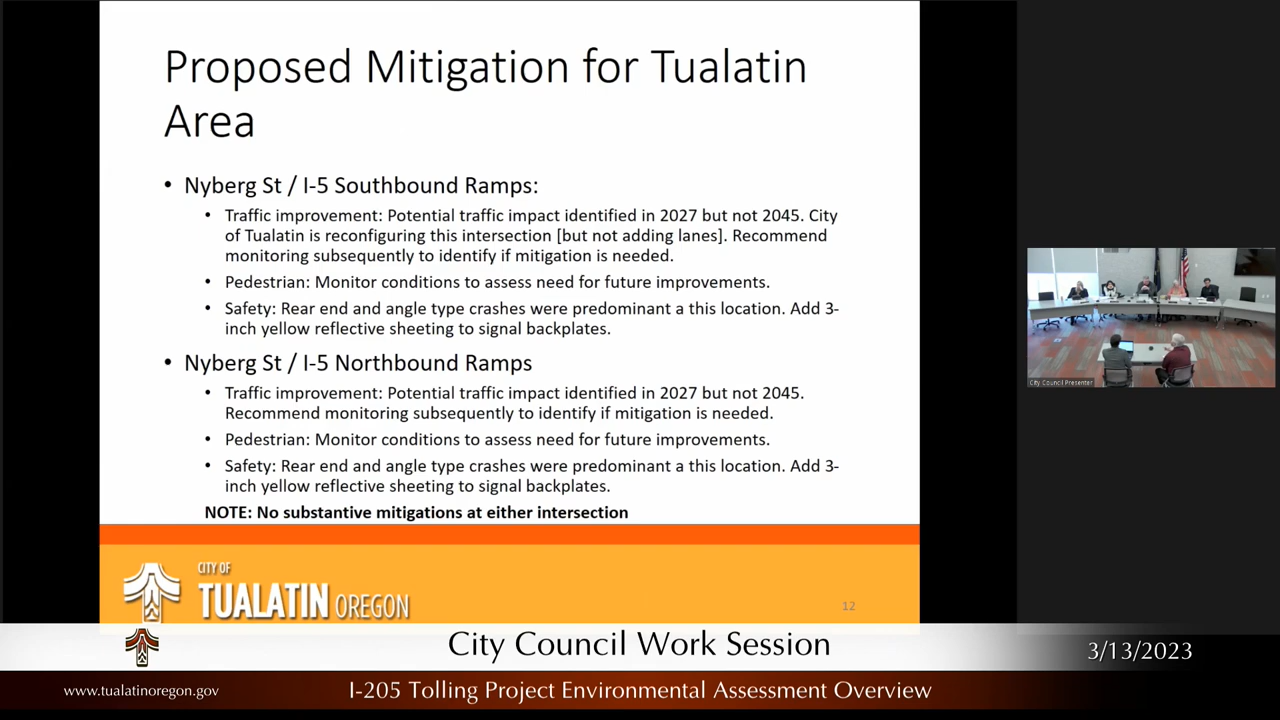 Proposed Mitigation for Tualatin
Area
• Nyberg St / I-5 Southbound Ramps:
• Traffic improvement: Potential traffic impact identified in 2027 but not 2045. City
of Tualatin is reconfiguring this intersection [but not adding lanes]. Recommend
monitoring subsequently to identify if mitigation is needed.
• Pedestrian: Monitor conditions to assess need for future improvements.
• Safety: Rear end and angle type crashes were predominant a this location. Add 3-
inch yellow reflective sheeting to signal backplates.
• Nyberg St / I-5 Northbound Ramps
• Traffic improvement: Potential traffic impact identified in 2027 but not 2045.
Recommend monitoring subsequently to identify if mitigation is needed.
• Pedestrian: Monitor conditions to assess need for future improvements.
• Safety: Rear end and angle type crashes were predominant a this location. Add 3-
inch yellow reflective sheeting to signal backplates.
NOTE: No substantive mitigations at either intersection
CITY OF
TUALATIN OREGON
12
City Council Presenter
City Council Work Session
3/13/2023
www.tualatinoregon.gov
I-205 Tolling Project Environmental Assessment Overview